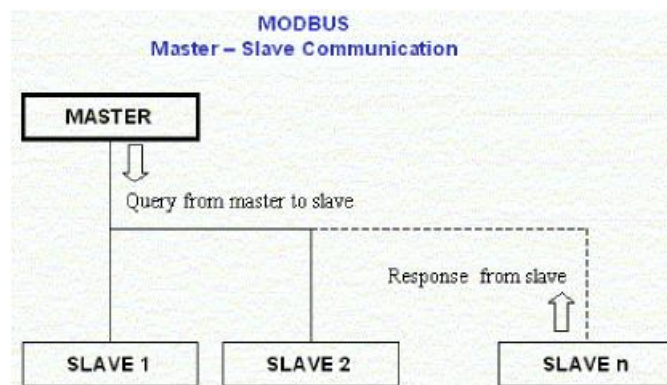 MODBUS
Master – Slave Communication
MASTER
Query from master to slave
Response from slave
SLAVE 1
SLAVE 2
SLAVE n